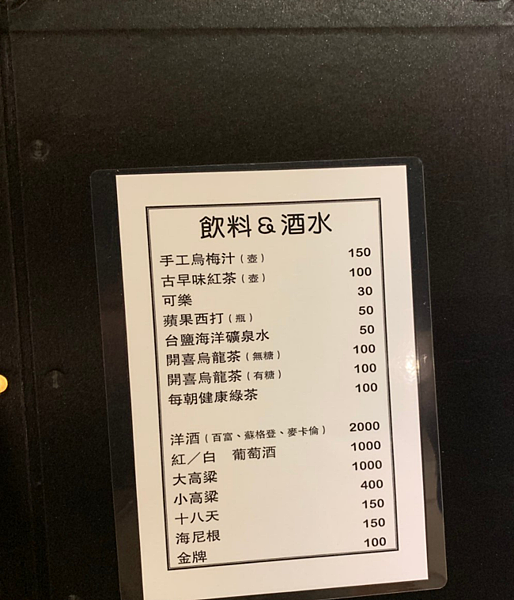 飲料&酒水
手工烏梅汁(壺) 150
古早味紅茶(壺) 100
可樂 30
蘋果西打(瓶) 50
台鹽海洋礦泉水 50
開喜烏龍茶(無糖) 100
開喜烏龍茶(有糖) 100
每朝健康綠茶 100
洋酒(百富、蘇格登、麥卡倫) 2000
紅／白 葡萄酒 1000
大高粱 1000
小高粱 400
十八天 150
海尼根 150
金牌 100